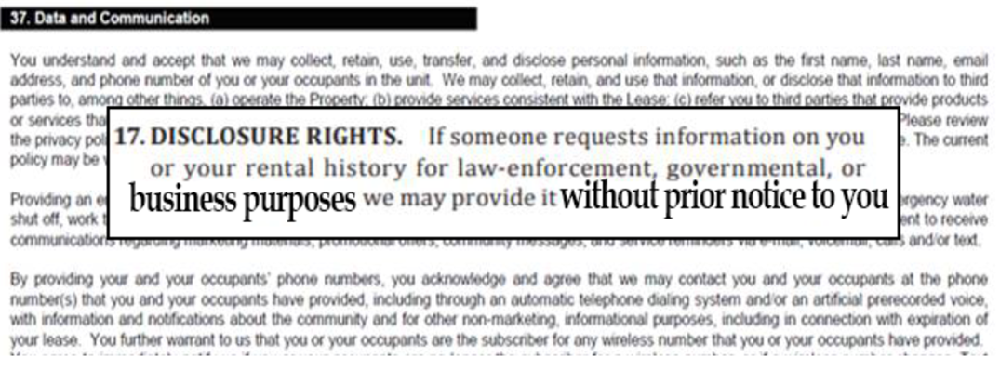 37. Data and Communication
You understand and accept that we may collect, retain, use, transfer, and disclose personal information, such as the first name, last name, email
address, and phone number of you or your occupants in the unit. We may collect, retain, and use that information, or disclose that information to third
parties to, among other things, (a) operate the Property; (b) provide services consistent with the Lease; (c) refer you to third parties that provide products
or services tha
Please review
the privacy pol
The current
policy may be
17. DISCLOSURE RIGHTS. If someone requests information on you
or your rental history for law-enforcement, governmental, or
business purposes we may provide it without prior notice to you
Providing an e
ergency water
shut off, work t
ent to receive
communications regarding marketing materials, promotional offers, community messages, and service reminders via e-mail, voicemail, calls and/or text.
By providing your and your occupants' phone numbers, you acknowledge and agree that we may contact you and your occupants at the phone
number(s) that you and your occupants have provided, including through an automatic telephone dialing system and/or an artificial prerecorded voice,
with information and notifications about the community and for other non-marketing, informational purposes, including in connection with expiration of
your lease. You further warrant to us that you or your occupants are the subscriber for any wireless number that you or your occupants have provided.